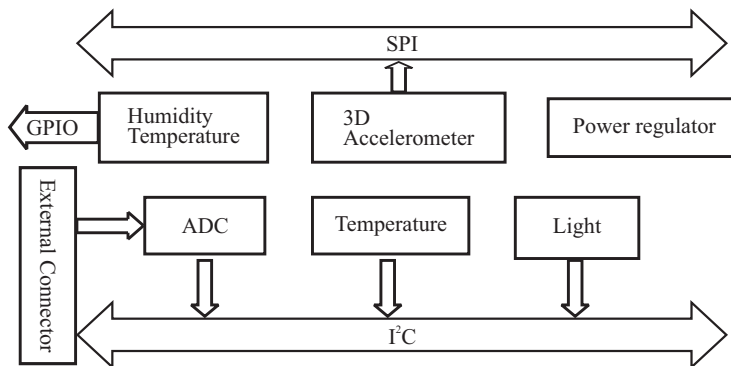 SPI
GPIO
Humidity
Temperature
3D
Accelerometer
Power regulator
External Connector
ADC
Temperature
Light
I²C